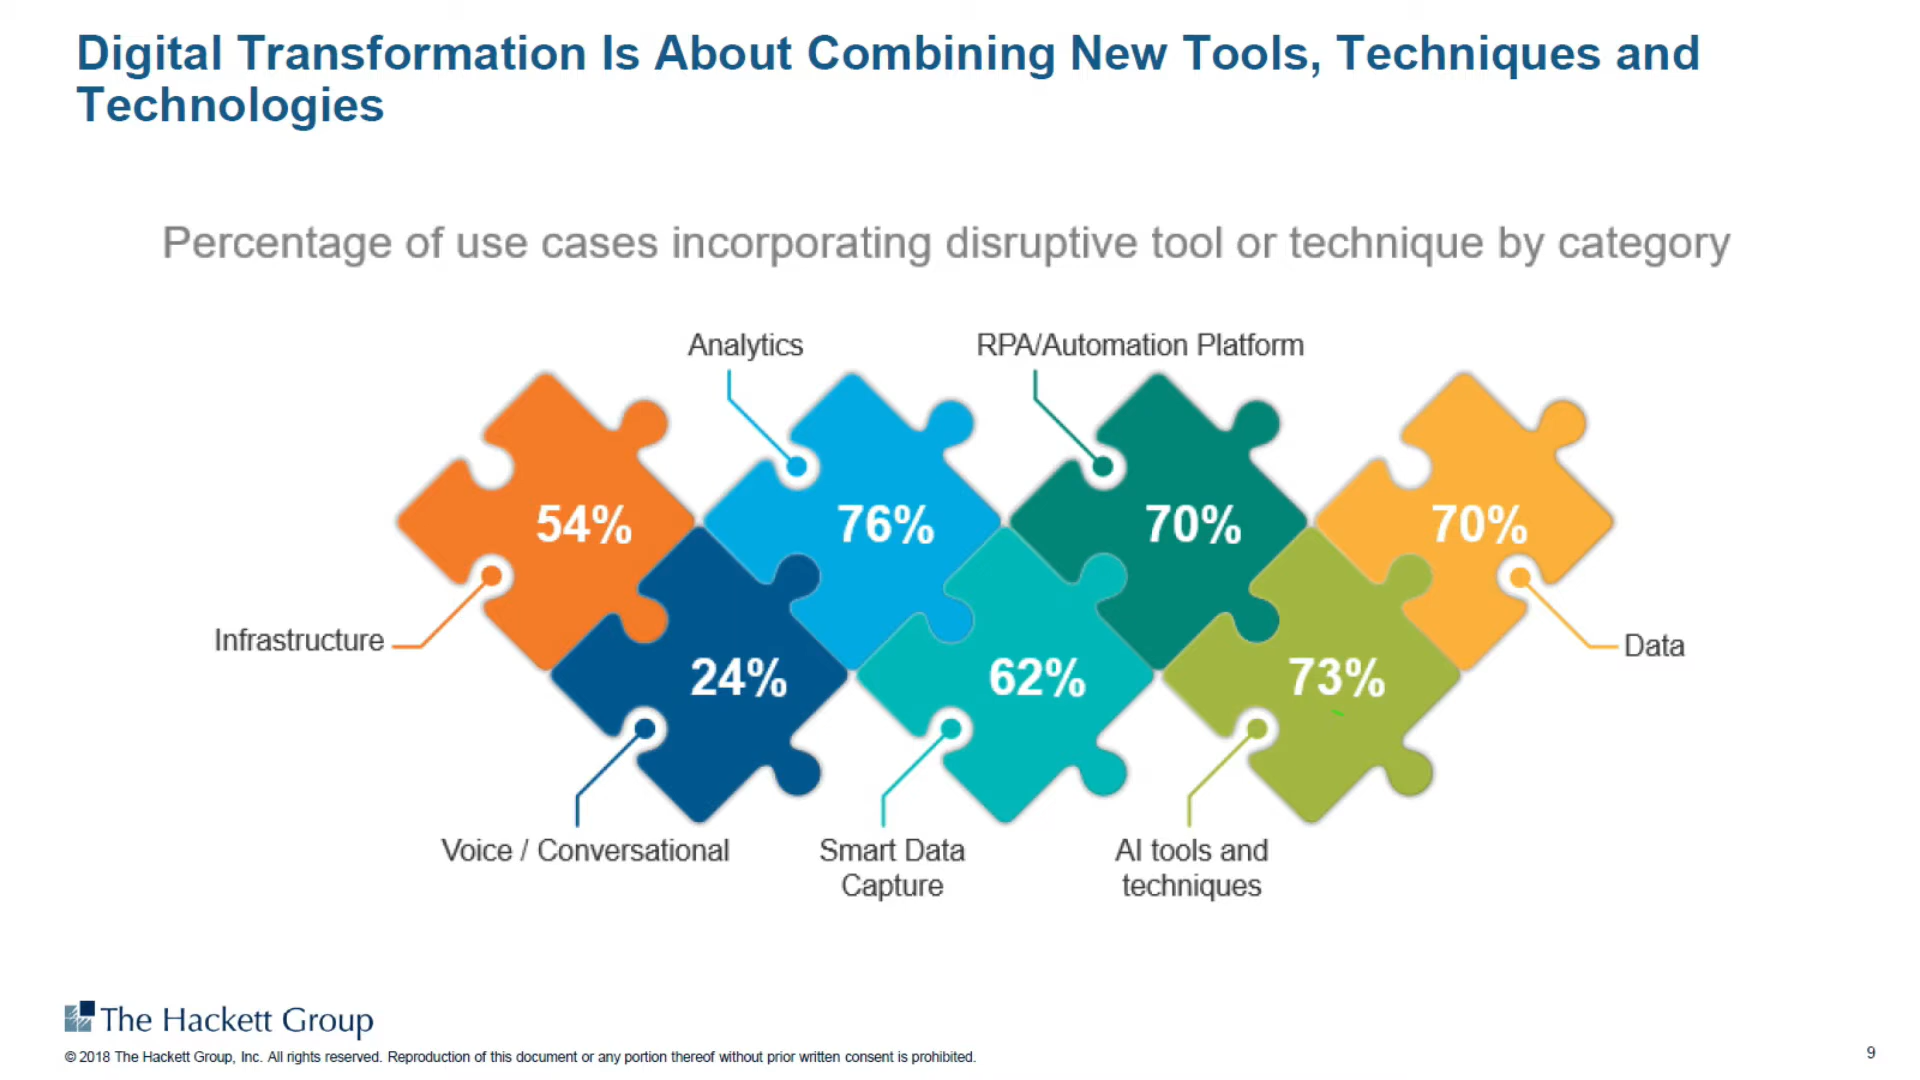 Digital Transformation Is About Combining New Tools, Techniques and
Technologies
Percentage of use cases incorporating disruptive tool or technique by category
Analytics
RPA/Automation Platform
54%
76%
70%
70%
Infrastructure
Data
24%
62%
73%
Voice / Conversational
Smart Data
Capture
AI tools and
techniques
The Hackett Group
© 2018 The Hackett Group, Inc. All rights reserved. Reproduction of this document or any portion thereof without prior written consent is prohibited.
9